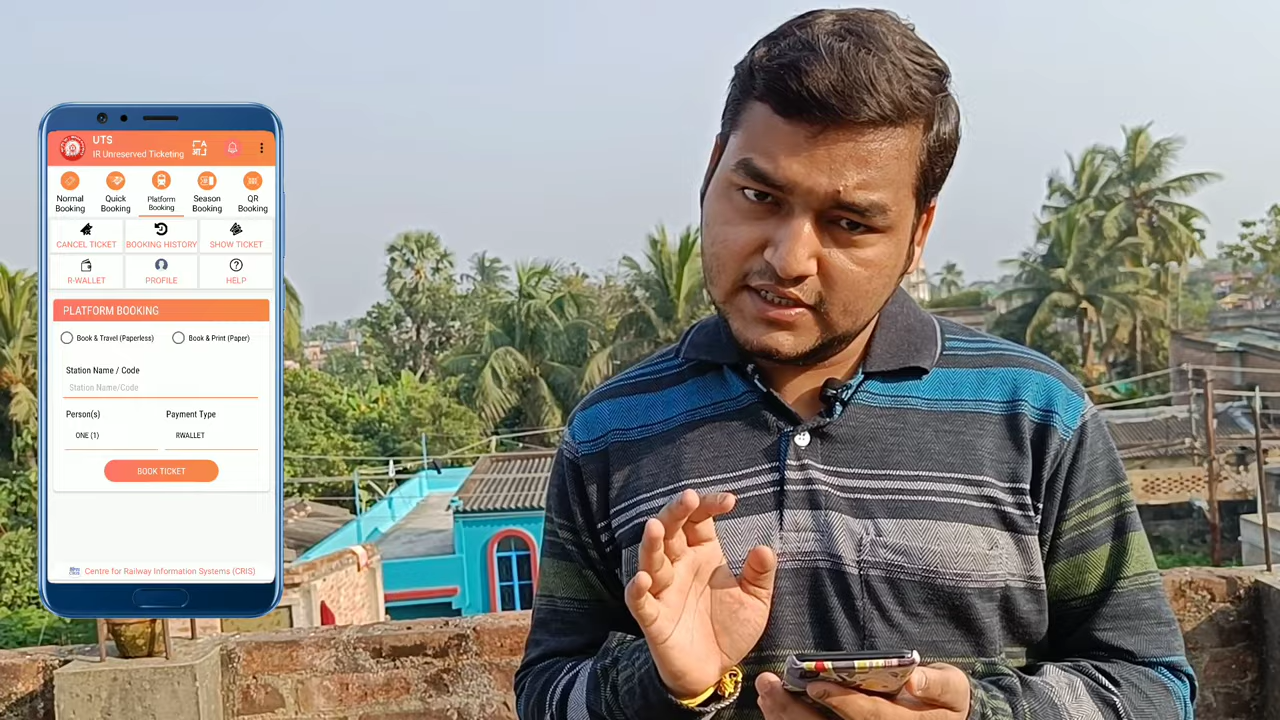 UTS
IR Unreserved Ticketing
Normal Booking
Quick Booking
Platform Booking
Season Booking
QR Booking
CANCEL TICKET
BOOKING HISTORY
SHOW TICKET
R-WALLET
PROFILE
HELP
PLATFORM BOOKING
Book & Travel (Paperless)
Book & Print (Paper)
Station Name / Code
Station Name/Code
Person(s)
Payment Type
ONE (1)
RWALLET
BOOK TICKET
Centre for Railway Information Systems (CRIS)